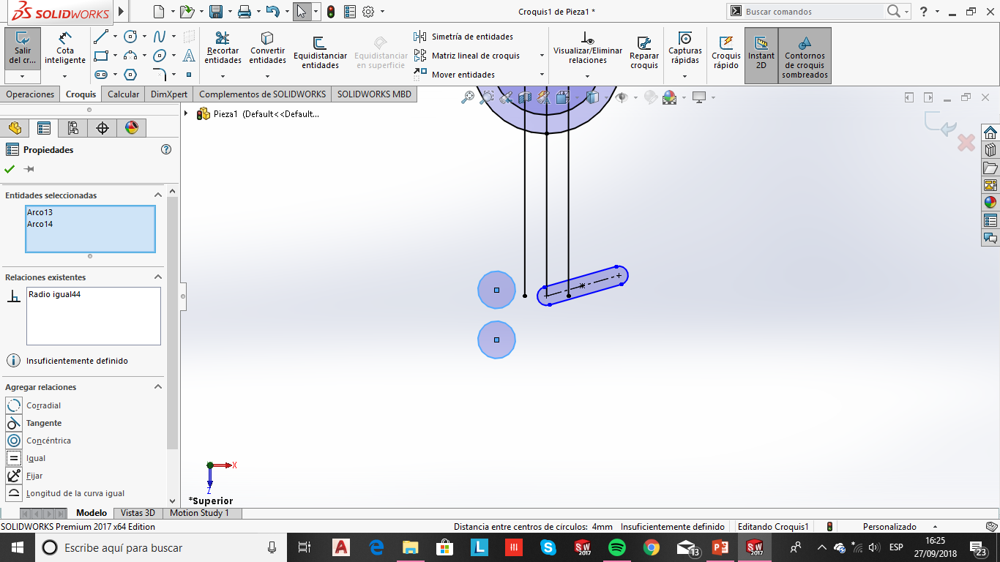 SOLIDWORKS
Croquis1 de Pieza1 *
Buscar comandos
Salir del cr...
Cota inteligente
Recortar entidades
Convertir entidades
Equidistanciar entidades
Equidistanciar en superficie
Simetría de entidades
Matriz lineal de croquis
Mover entidades
Visualizar/Eliminar relaciones
Reparar croquis
Capturas rápidas
Croquis rápido
Instant 2D
Contornos de croquis sombreados
Operaciones
Croquis
Calcular
DimXpert
Complementos de SOLIDWORKS
SOLIDWORKS MBD
Pieza1 (Default<<Default...
Propiedades
Entidades seleccionadas
Arco13
Arco14
Relaciones existentes
Radio igual44
Insuficientemente definido
Agregar relaciones
Corradial
Tangente
Concéntrica
Igual
Fijar
Longitud de la curva igual
X
Z
*Superior
Modelo
Vistas 3D
Motion Study 1
SOLIDWORKS Premium 2017 x64 Edition
Distancia entre centros de círculos: 4mm
Insuficientemente definido
Editando Croquis1
Personalizado
Escribe aquí para buscar
13
SW 2017
SW 2017
ESP
16:25
27/09/2018
23